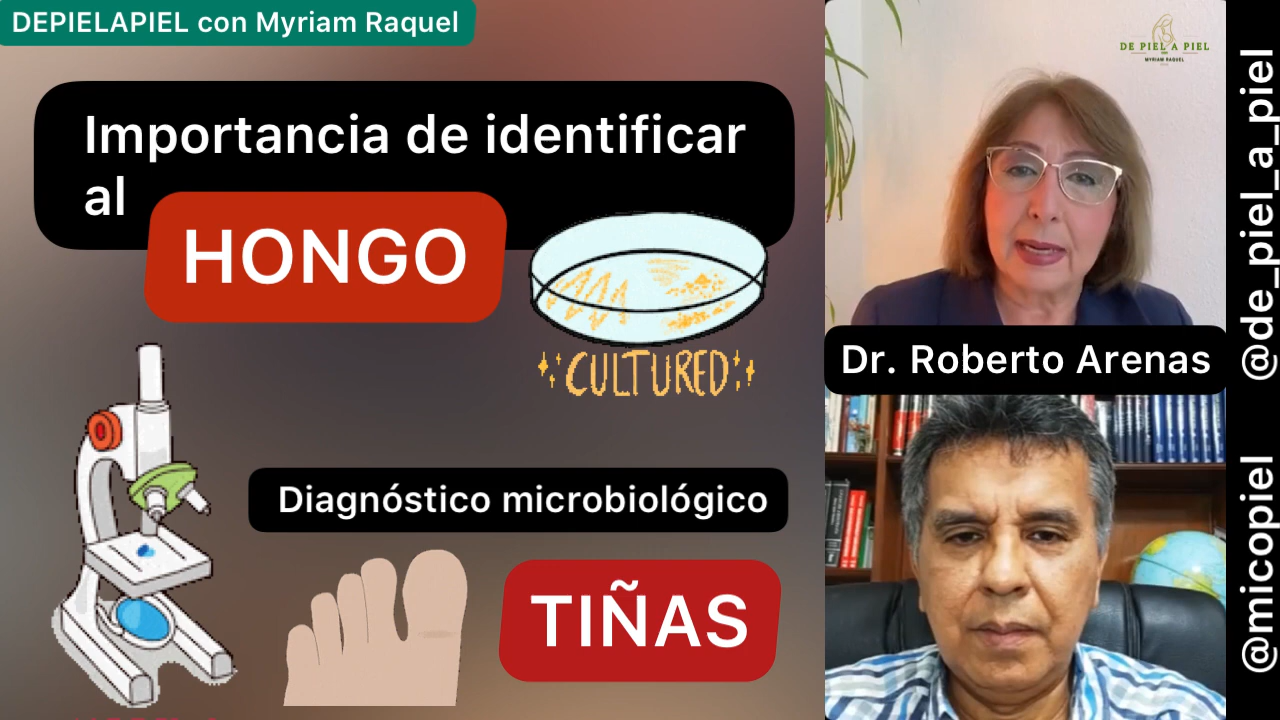 DEPIELAPIEL con Myriam Raquel
Importancia de identificar
al
HONGO
CULTURED
Diagnóstico microbiológico
TIÑAS
DE PIEL A PIEL
MYRIAM RAQUEL
Dr. Roberto Arenas
@de_piel_a_piel
@micopiel